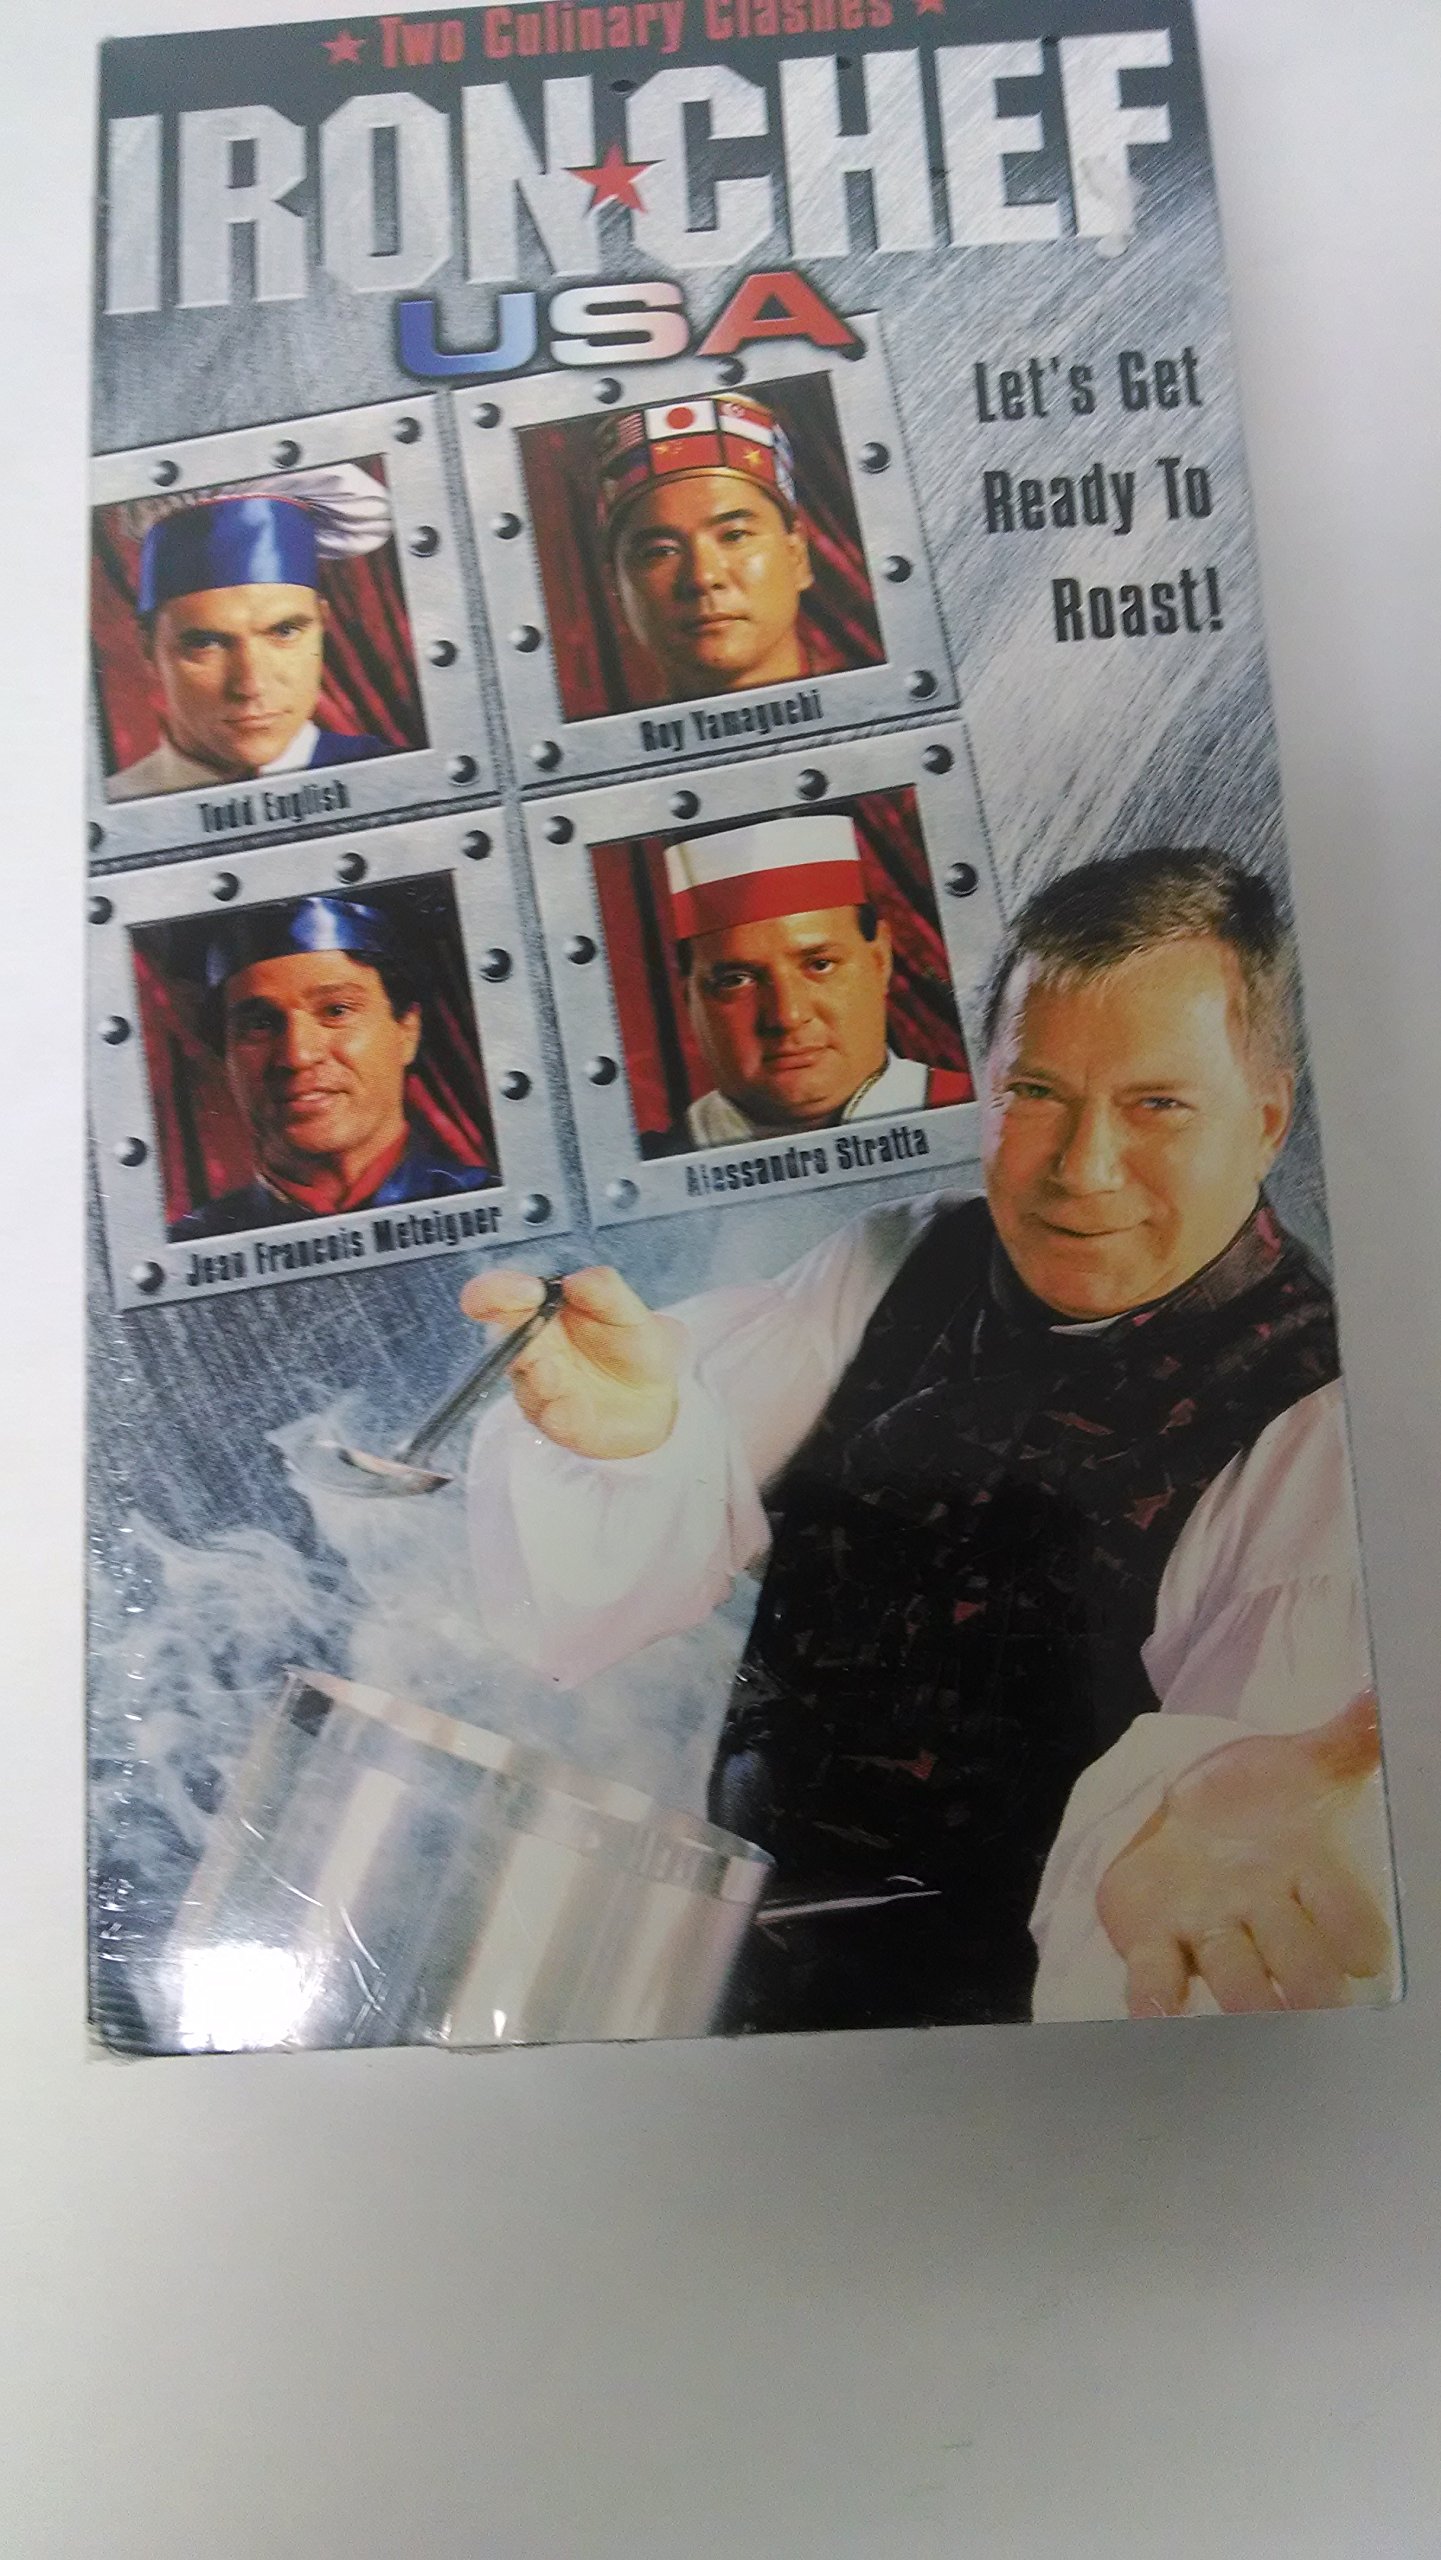 Two Culinary Clashes
IRON CHEF
USA
Let's Get
Ready To
Roast!
Todd English
Roy Yamaguchi
Jean Francois Meteigner
Alessandro Stratta